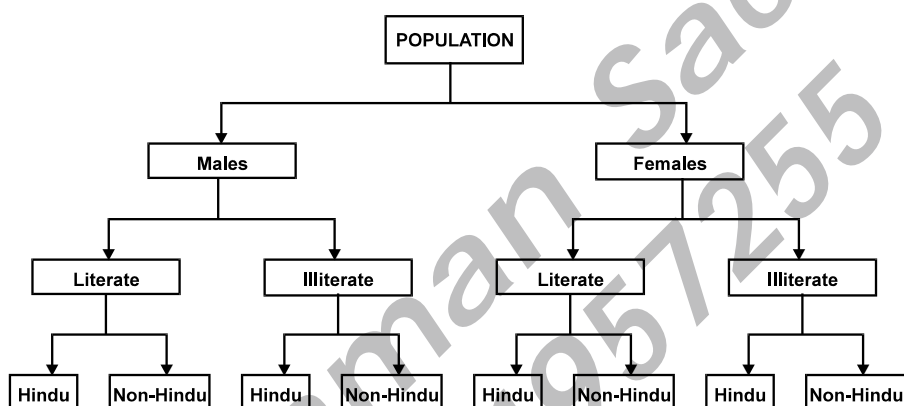 POPULATION
Males Females
Literate Illiterate Literate Illiterate
Hindu Non-Hindu Hindu Non-Hindu Hindu Non-Hindu Hindu Non-Hindu
957255